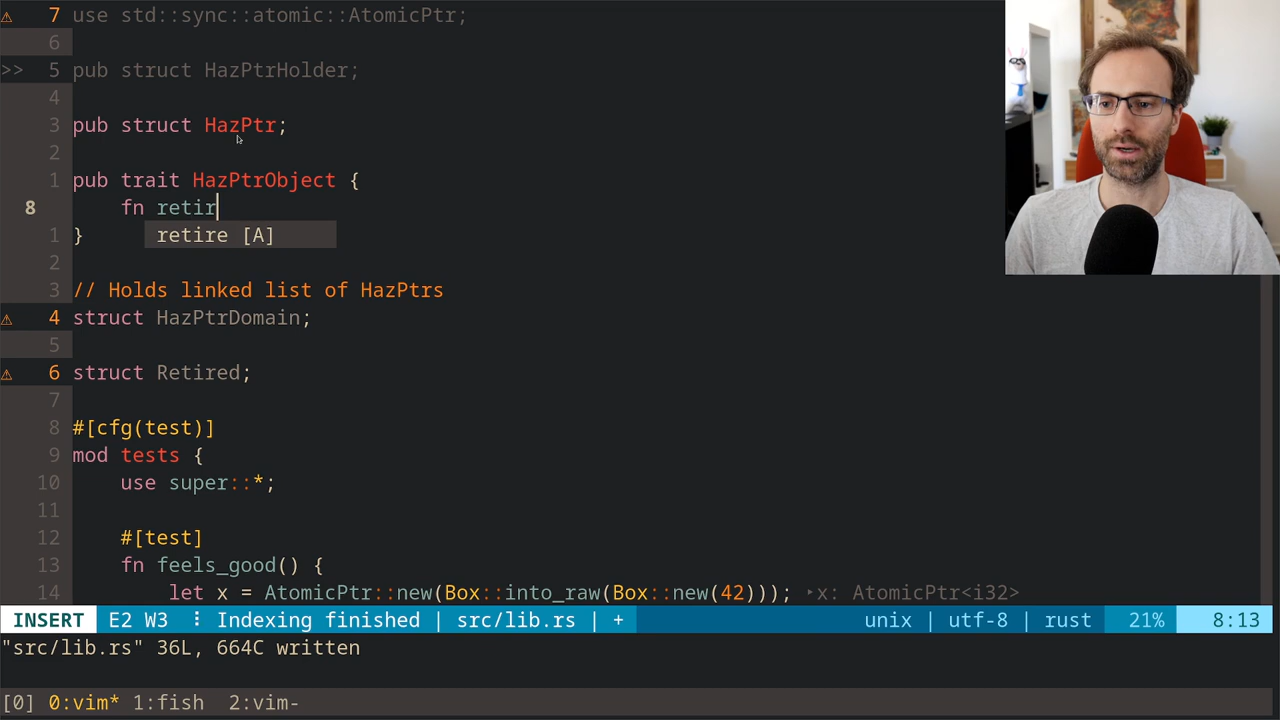 ⚠ 7 use std::sync::atomic::AtomicPtr;
6
>> 5 pub struct HazPtrHolder;
4
3 pub struct HazPtr;
2
1 pub trait HazPtrObject {
8 fn retir
1 } retire [A]
2
3 // Holds linked list of HazPtrs
⚠ 4 struct HazPtrDomain;
5
⚠ 6 struct Retired;
7
8 #[cfg(test)]
9 mod tests {
10 use super::*;
11
12 #[test]
13 fn feels_good() {
14 let x = AtomicPtr::new(Box::into_raw(Box::new(42))); ‣x: AtomicPtr<i32>
INSERT E2 W3 ⋮ Indexing finished | src/lib.rs | + unix | utf-8 | rust 21% 8:13
"src/lib.rs" 36L, 664C written
[0] 0:vim* 1:fish 2:vim-